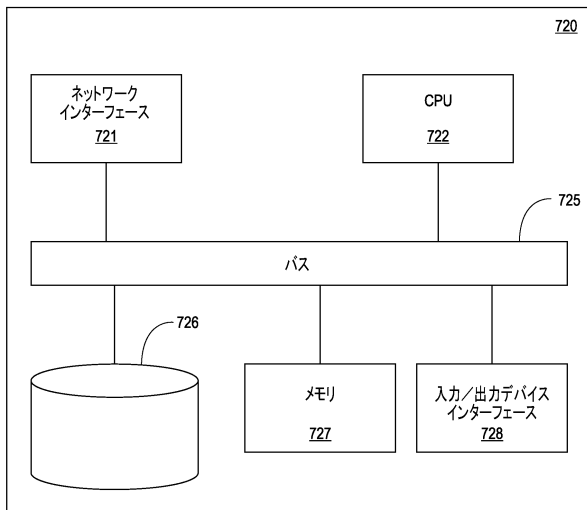 720
ネットワーク
インターフェース
721
CPU
722
725
バス
726
メモリ
727
入力／出力デバイス
インターフェース
728